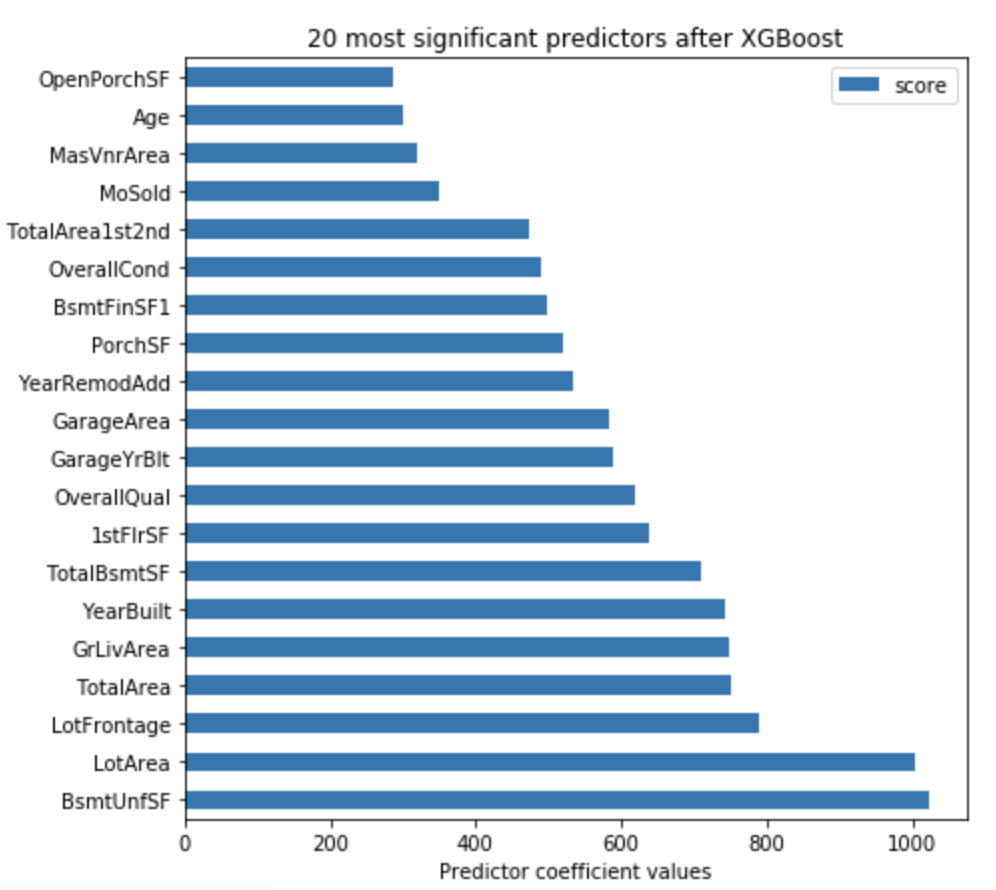 20 most significant predictors after XGBoost
score
OpenPorchSF
Age
MasVnrArea
MoSold
TotalArea1st2nd
OverallCond
BsmtFinSF1
PorchSF
YearRemodAdd
GarageArea
GarageYrBlt
OverallQual
1stFlrSF
TotalBsmtSF
YearBuilt
GrLivArea
TotalArea
LotFrontage
LotArea
BsmtUnfSF
0 200 400 600 800 1000
Predictor coefficient values